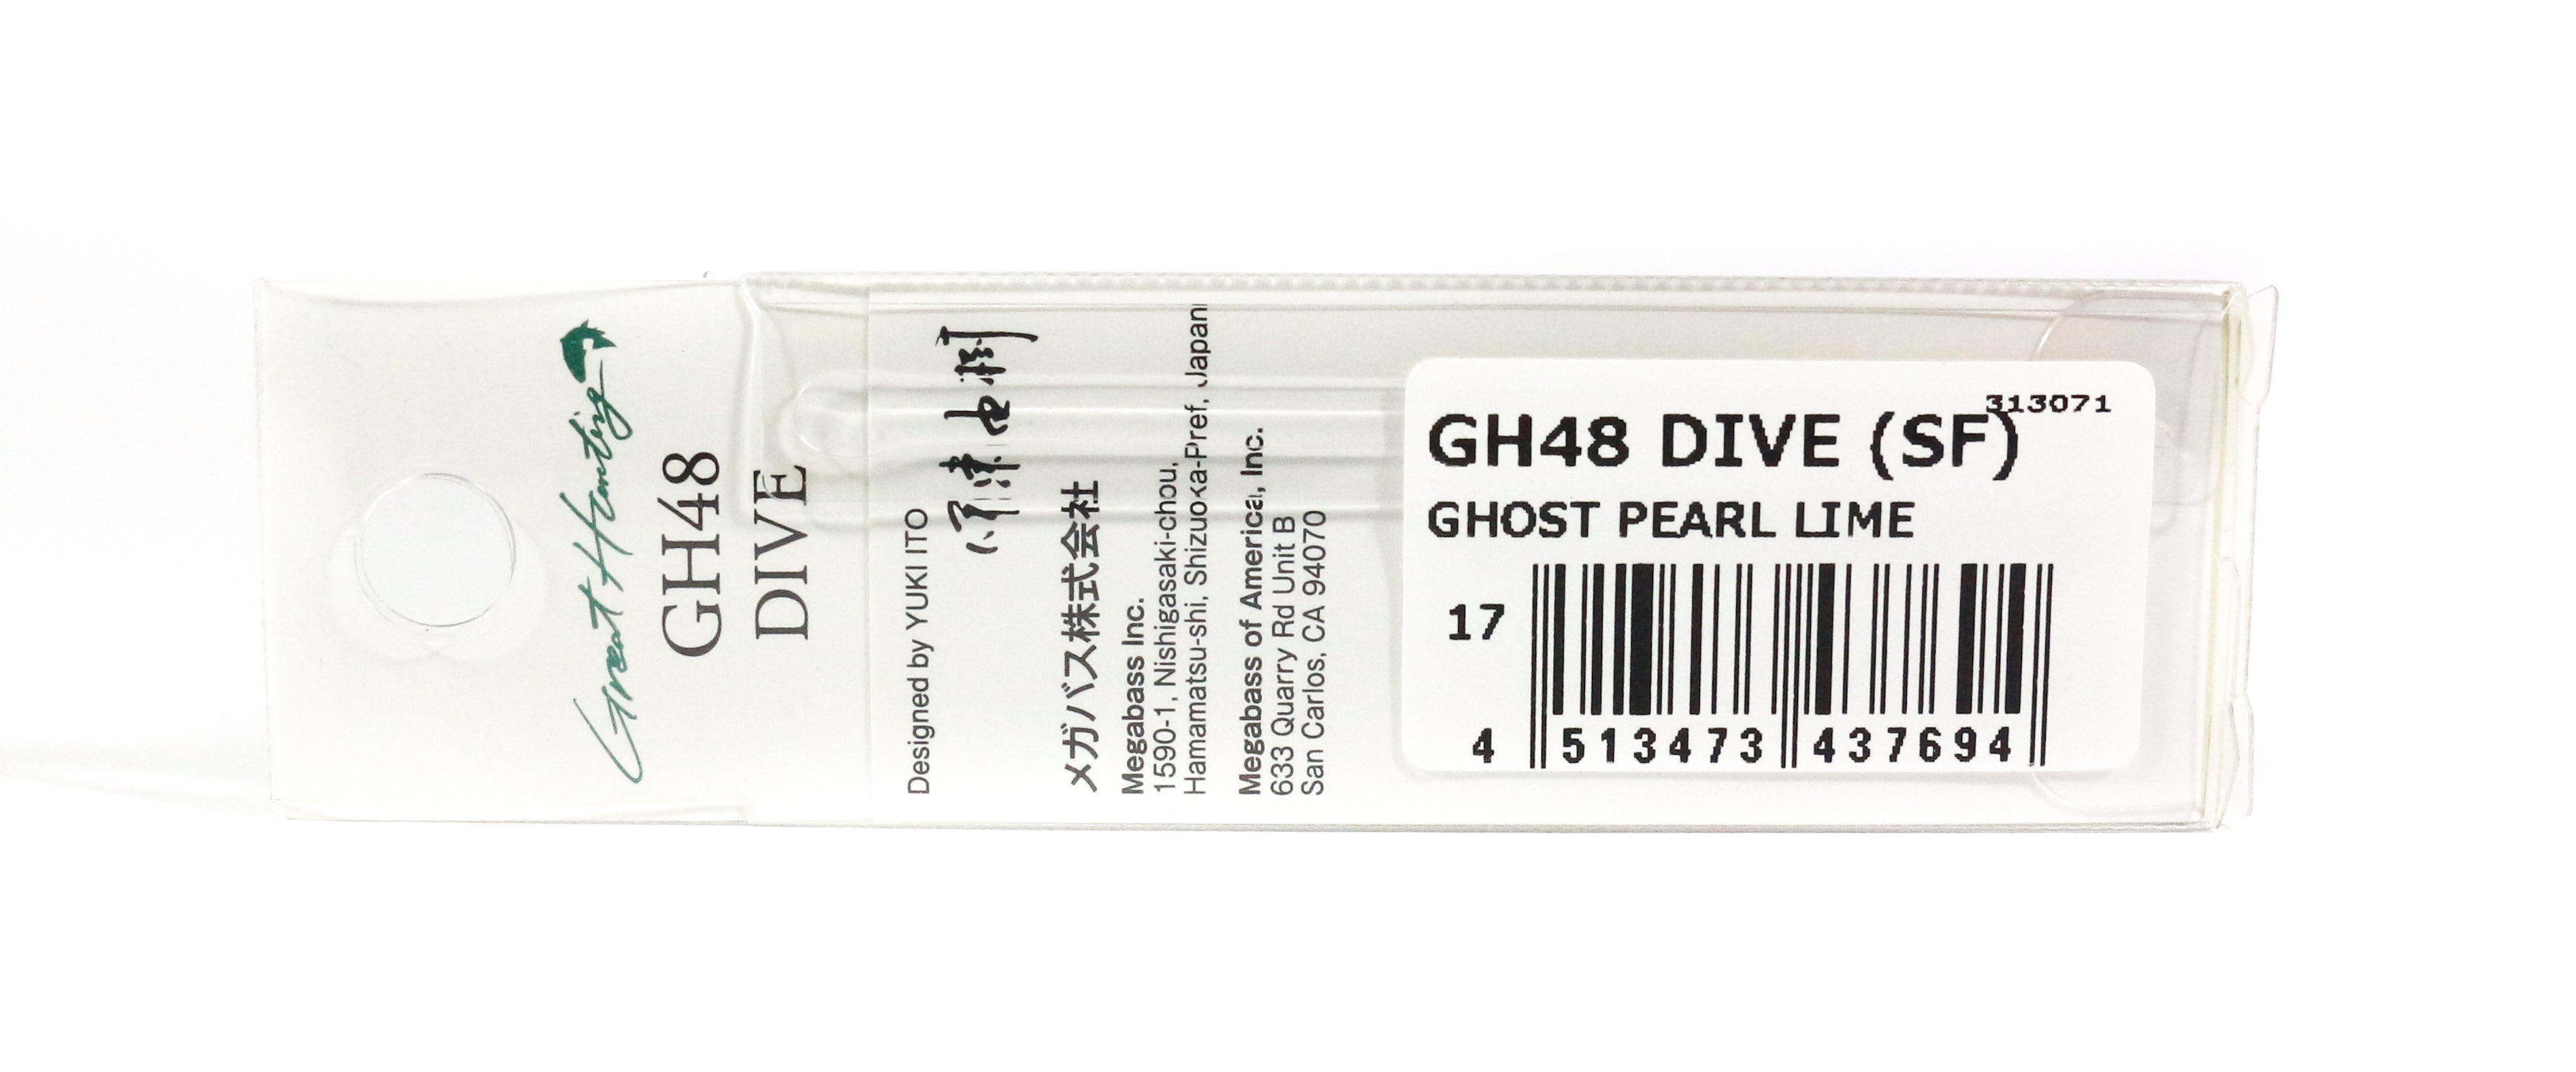 Great Hunting
GH48
DIVE
Designed by YUKI ITO
メガバス株式会社
Megabass Inc.
1590-1, Nishigasaki-chou,
Hamamatsu-shi, Shizuoka-Pref, Japan
Megabass of America, Inc.
633 Quarry Rd Unit B
San Carlos, CA 94070
313071
GH48 DIVE (SF)
GHOST PEARL LIME
17
4 513473 437694